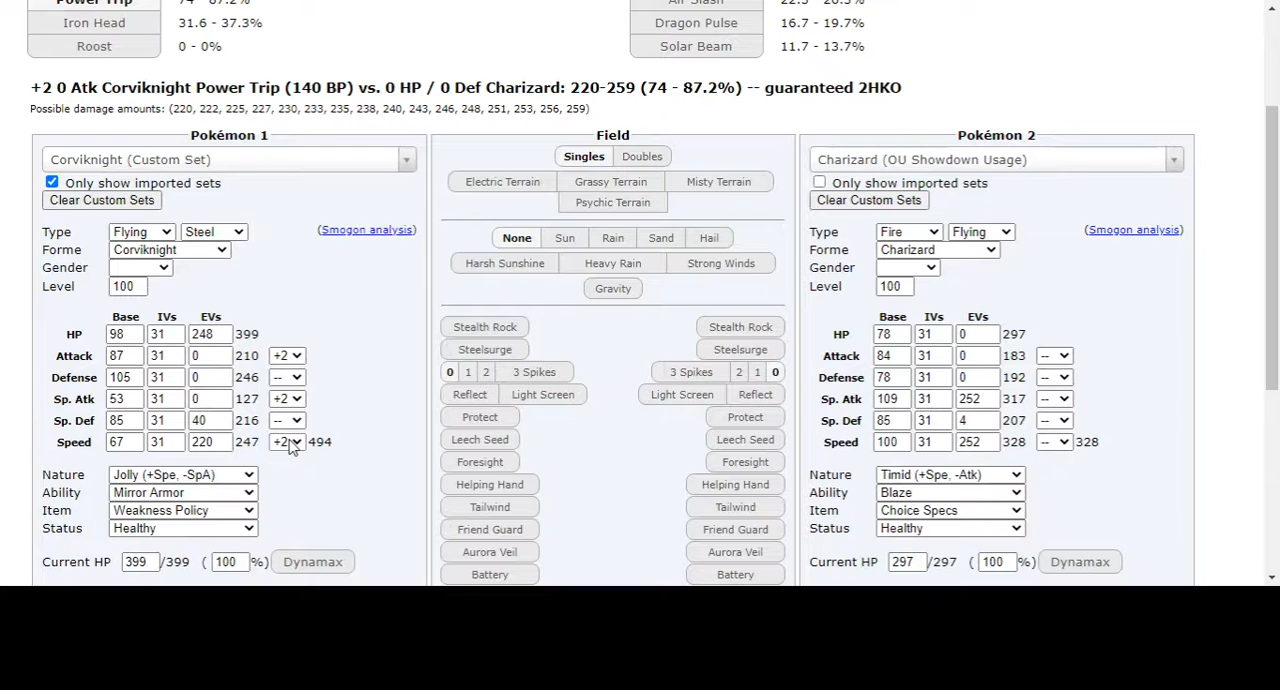 Power Trip 74 - 87.2% Air Slash 22.3 - 26.3%
Iron Head 31.6 - 37.3% Dragon Pulse 16.7 - 19.7%
Roost 0 - 0% Solar Beam 11.7 - 13.7%
+2 0 Atk Corviknight Power Trip (140 BP) vs. 0 HP / 0 Def Charizard: 220-259 (74 - 87.2%) -- guaranteed 2HKO
Possible damage amounts: (220, 222, 225, 227, 230, 233, 235, 238, 240, 243, 246, 248, 251, 253, 256, 259)
Pokémon 1
Corviknight (Custom Set)
Only show imported sets
Clear Custom Sets
Type Flying Steel (Smogon analysis)
Forme Corviknight
Gender
Level 100
Base IVs EVs
HP 98 31 248 399
Attack 87 31 0 210 +2
Defense 105 31 0 246 --
Sp. Atk 53 31 0 127 +2
Sp. Def 85 31 40 216 --
Speed 67 31 220 247 +2 494
Nature Jolly (+Spe, -SpA)
Ability Mirror Armor
Item Weakness Policy
Status Healthy
Current HP 399 /399 ( 100 %) Dynamax
Field
Singles Doubles
Electric Terrain Grassy Terrain Misty Terrain
Psychic Terrain
None Sun Rain Sand Hail
Harsh Sunshine Heavy Rain Strong Winds
Gravity
Stealth Rock Stealth Rock
Steelsurge Steelsurge
0 1 2 3 Spikes 3 Spikes 2 1 0
Reflect Light Screen Light Screen Reflect
Protect Protect
Leech Seed Leech Seed
Foresight Foresight
Helping Hand Helping Hand
Tailwind Tailwind
Friend Guard Friend Guard
Aurora Veil Aurora Veil
Battery Battery
Pokémon 2
Charizard (OU Showdown Usage)
Only show imported sets
Clear Custom Sets
Type Fire Flying (Smogon analysis)
Forme Charizard
Gender
Level 100
Base IVs EVs
HP 78 31 0 297
Attack 84 31 0 183 --
Defense 78 31 0 192 --
Sp. Atk 109 31 252 317 --
Sp. Def 85 31 4 207 --
Speed 100 31 252 328 -- 328
Nature Timid (+Spe, -Atk)
Ability Blaze
Item Choice Specs
Status Healthy
Current HP 297 /297 ( 100 %) Dynamax